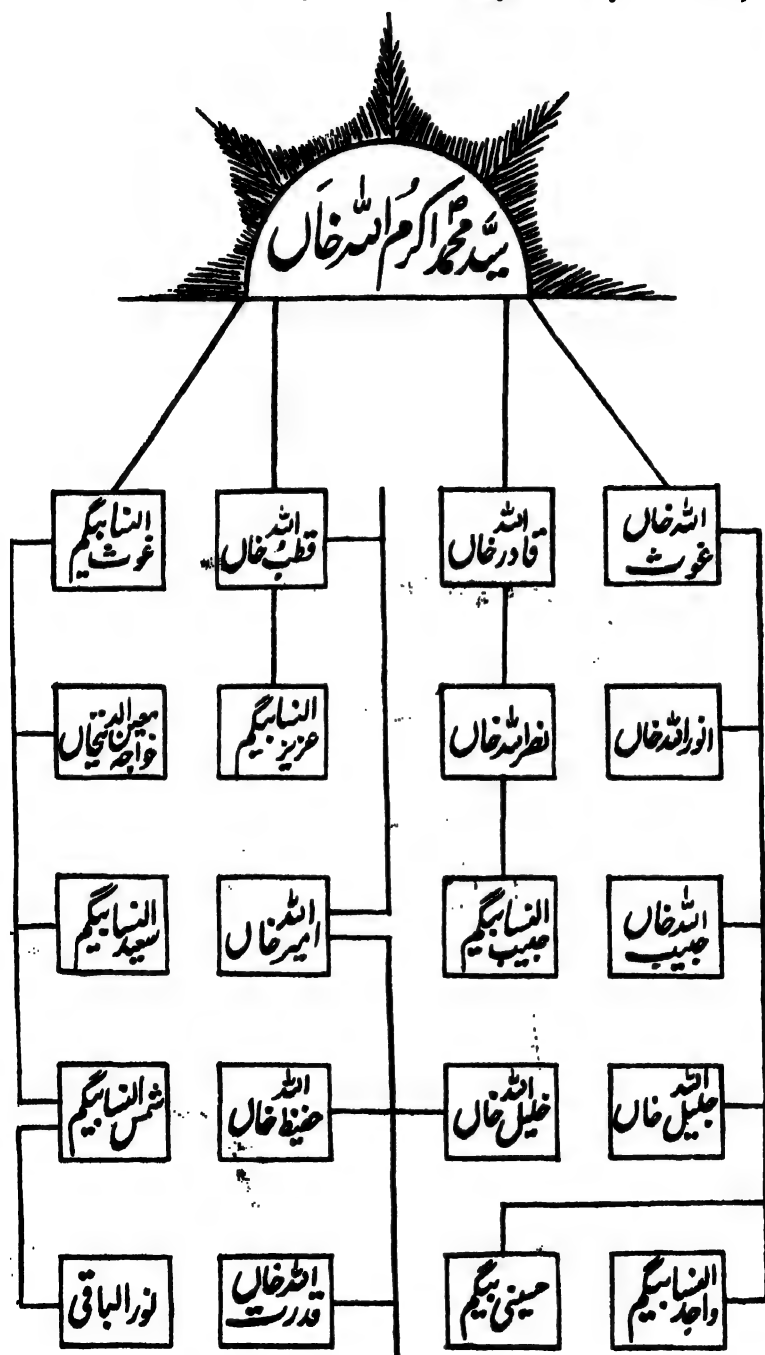 سید محمد اکرم اللہ خاں
غوث اللہ خاں
قادر اللہ خاں
قطب اللہ خاں
غوث النسا بیگم
انور اللہ خاں
نصر اللہ خاں
عزیز النسا بیگم
خواجہ معین الدینخاں
حبیب اللہ خاں
حبیب النسا بیگم
امیر اللہ خاں
سعید النسا بیگم
جلیل اللہ خاں
خلیل اللہ خاں
حفیظ اللہ خاں
شمس النسا بیگم
واجد النسا بیگم
حسینی بیگم
قدرت اللہ خاں
نور الباقی